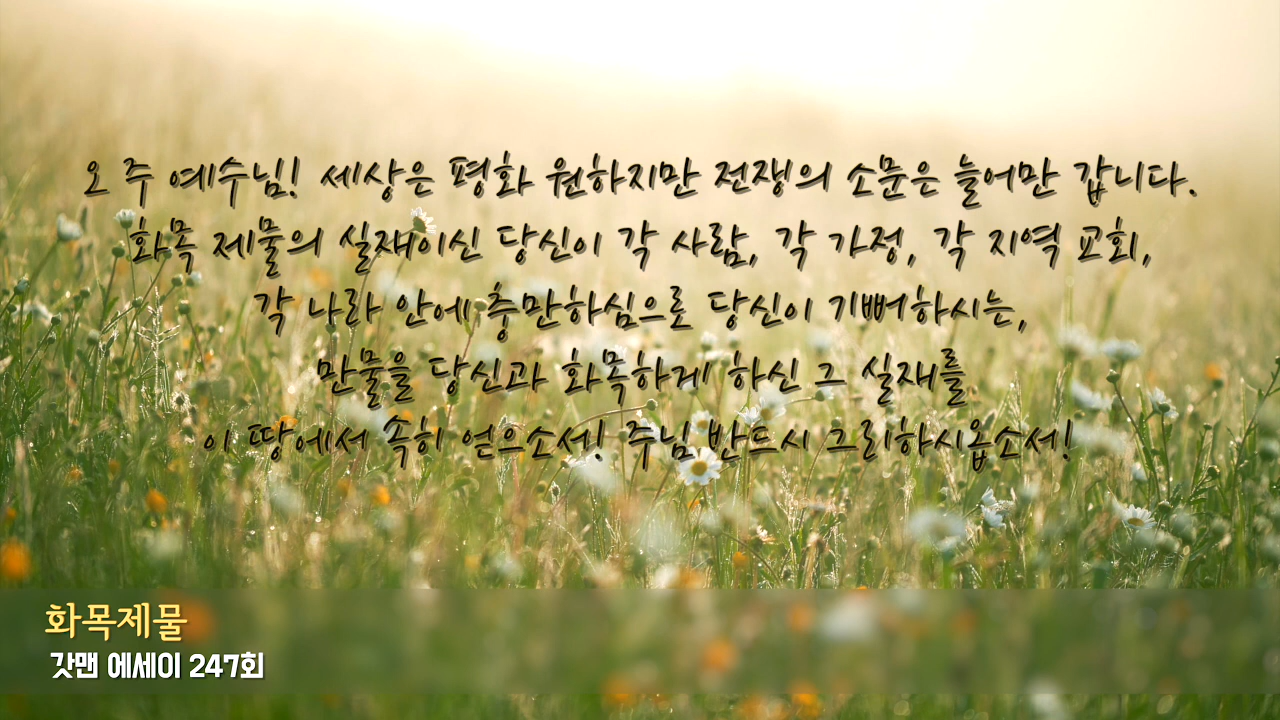 오 주 예수님! 세상은 평화 원하지만 전쟁의 소문은 늘어만 갑니다.
화목 제물의 실재이신 당신이 각 사람, 각 가정, 각 지역 교회,
각 나라 안에 충만하심으로 당신이 기뻐하시는,
만물을 당신과 화목하게 하신 그 실재를
이 땅에서 속히 얻으소서! 주님 반드시 그리하시옵소서!
화목제물
갓맨 에세이 247회